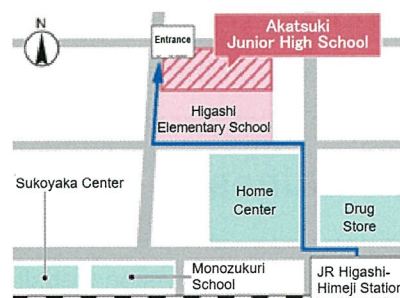 N
Entrance
Akatsuki
Junior High School
Higashi
Elementary School
Sukoyaka Center
Home
Center
Drug
Store
Monozukuri
School
JR Higashi-
Himeji Station